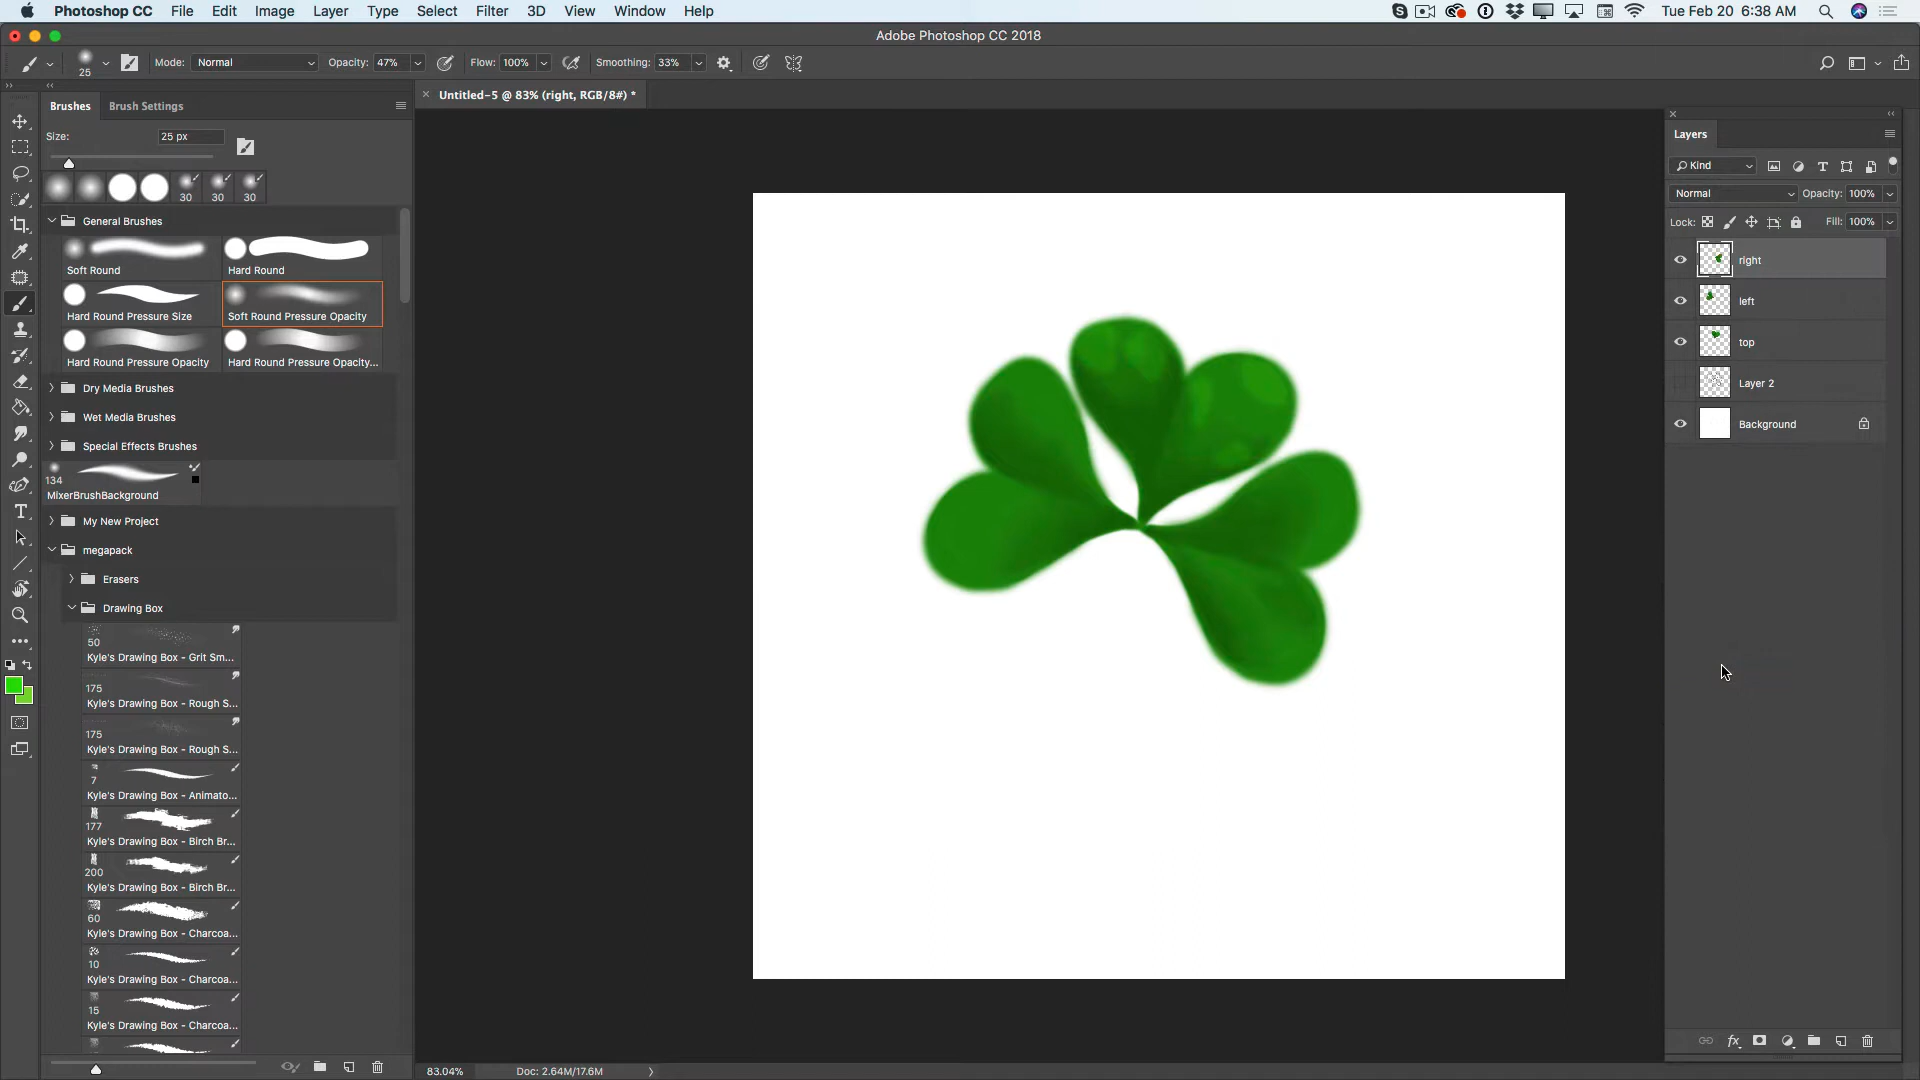 Photoshop CC File Edit Image Layer Type Select Filter 3D View Window Help Tue Feb 20 6:38 AM
Adobe Photoshop CC 2018
25 Mode: Normal Opacity: 47% Flow: 100% Smoothing: 33%
Brushes Brush Settings
Untitled-5 @ 83% (right, RGB/8#) *
Size: 25 px
30 30 30
General Brushes
Soft Round Hard Round
Hard Round Pressure Size Soft Round Pressure Opacity
Hard Round Pressure Opacity Hard Round Pressure Opacity...
Dry Media Brushes
Wet Media Brushes
Special Effects Brushes
134
MixerBrushBackground
My New Project
megapack
Erasers
Drawing Box
50
Kyle's Drawing Box - Grit Sm...
175
Kyle's Drawing Box - Rough S...
175
Kyle's Drawing Box - Rough S...
7
Kyle's Drawing Box - Animato...
177
Kyle's Drawing Box - Birch Br...
200
Kyle's Drawing Box - Birch Br...
60
Kyle's Drawing Box - Charcoa...
10
Kyle's Drawing Box - Charcoa...
15
Kyle's Drawing Box - Charcoa...
83.04% Doc: 2.64M/17.6M
Layers
Kind
Normal Opacity: 100%
Lock: Fill: 100%
right
left
top
Layer 2
Background